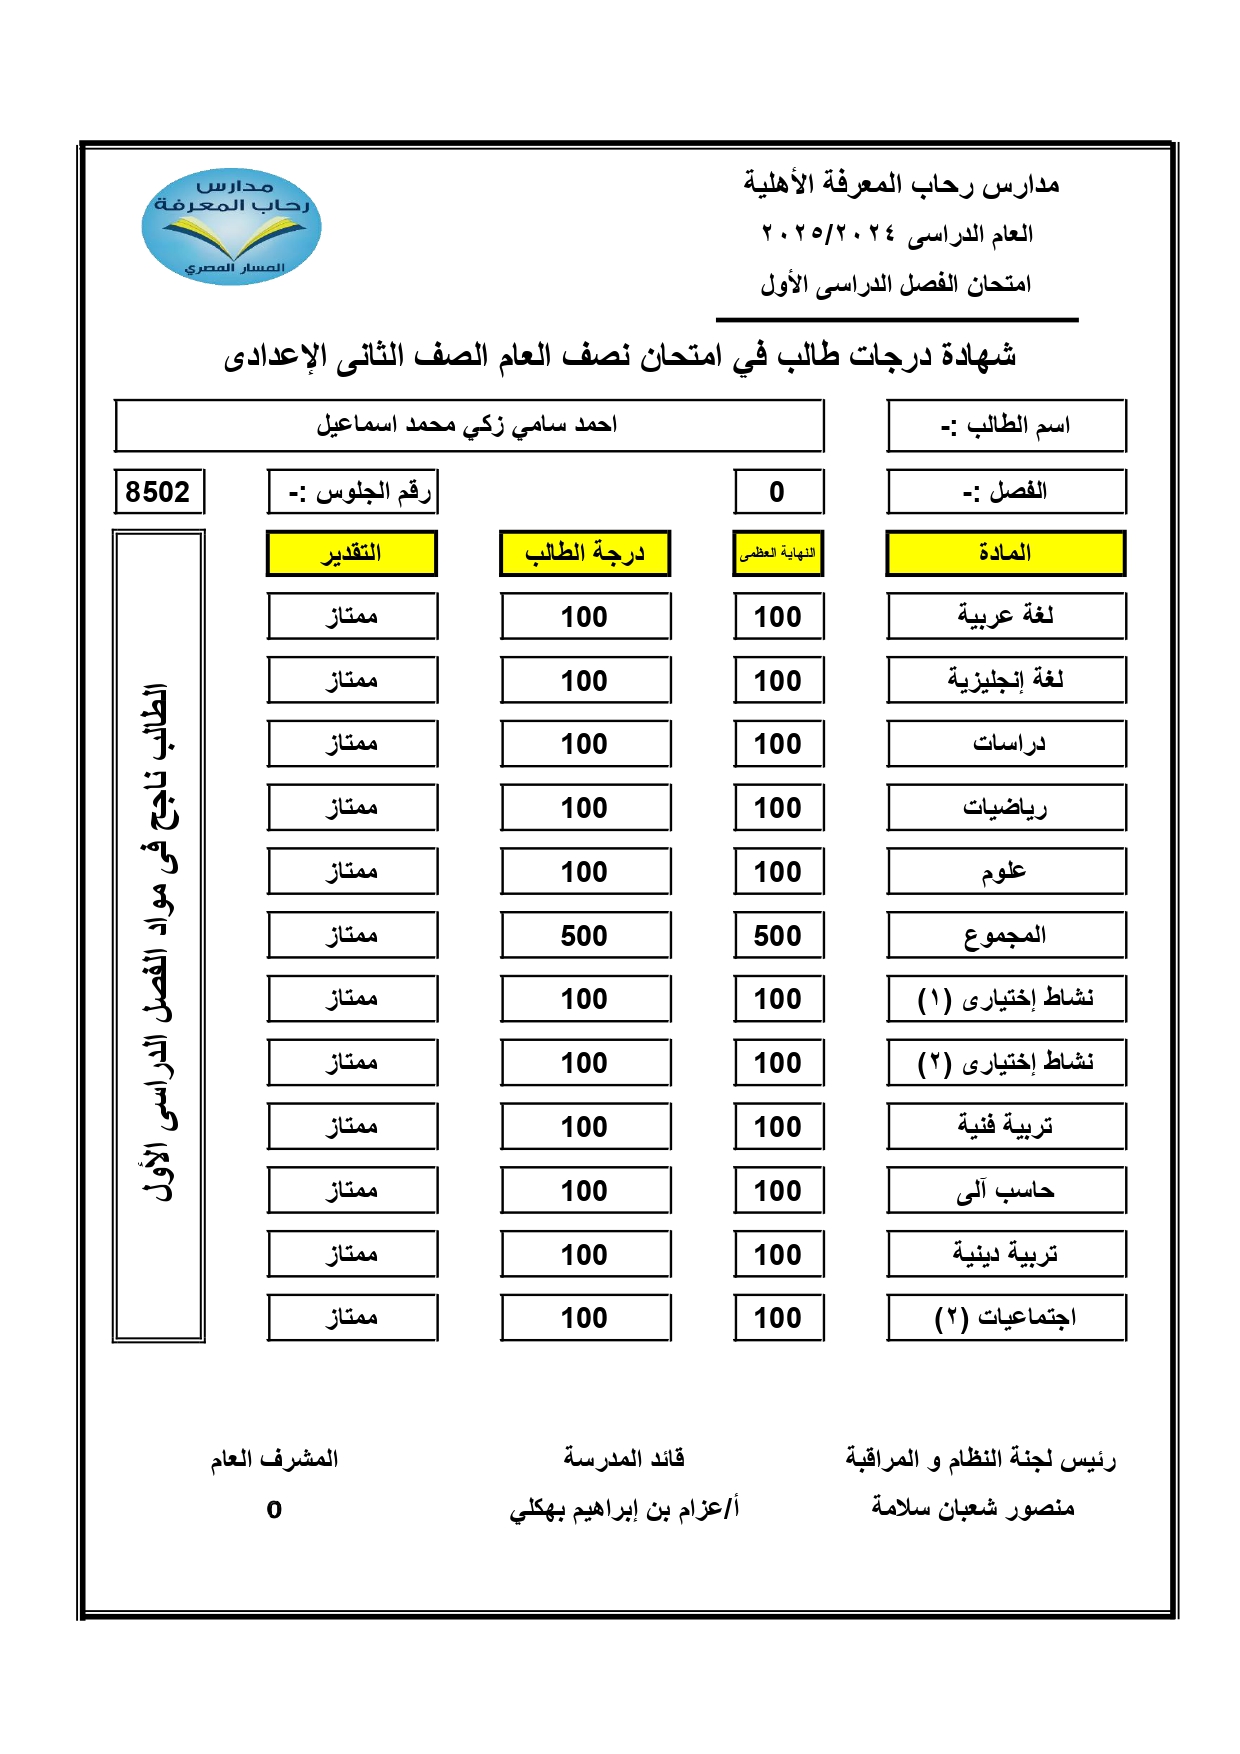 مدارس رحاب المعرفة الأهلية
العام الدراسى ٢٠٢٥/٢٠٢٤
امتحان الفصل الدراسى الأول
مدارس
رحاب المعرفة
المسار المصري
شهادة درجات طالب في امتحان نصف العام الصف الثانى الإعدادى
اسم الطالب :- احمد سامي زكي محمد اسماعيل
الفصل :- 0 رقم الجلوس :- 8502
المادة النهاية العظمى درجة الطالب التقدير
لغة عربية 100 100 ممتاز
لغة إنجليزية 100 100 ممتاز
دراسات 100 100 ممتاز
رياضيات 100 100 ممتاز
علوم 100 100 ممتاز
المجموع 500 500 ممتاز
نشاط إختيارى (١) 100 100 ممتاز
نشاط إختيارى (٢) 100 100 ممتاز
تربية فنية 100 100 ممتاز
حاسب آلى 100 100 ممتاز
تربية دينية 100 100 ممتاز
اجتماعيات (٢) 100 100 ممتاز
الطالب ناجح فى مواد الفصل الدراسى الأول
رئيس لجنة النظام و المراقبة قائد المدرسة المشرف العام
منصور شعبان سلامة أ/عزام بن إبراهيم بهكلي 0